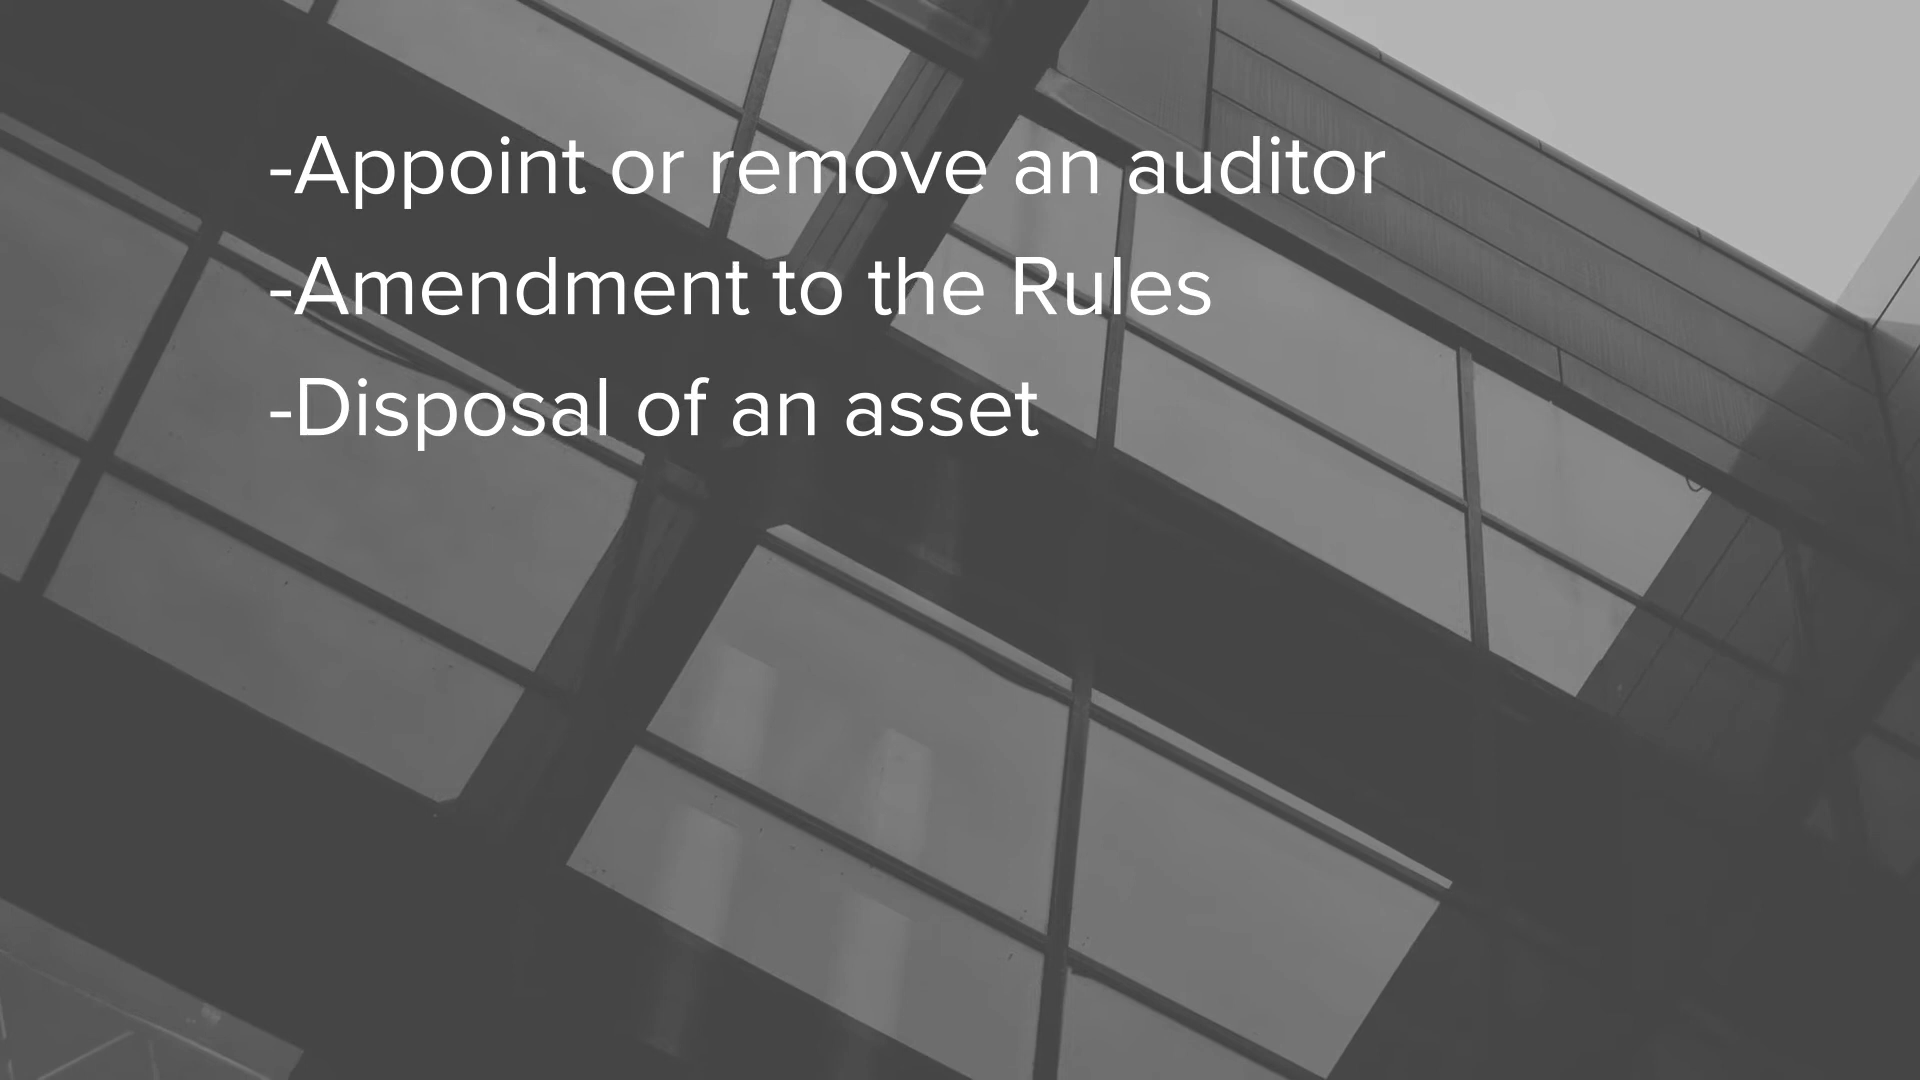 -Appoint or remove an auditor
-Amendment to the Rules
-Disposal of an asset